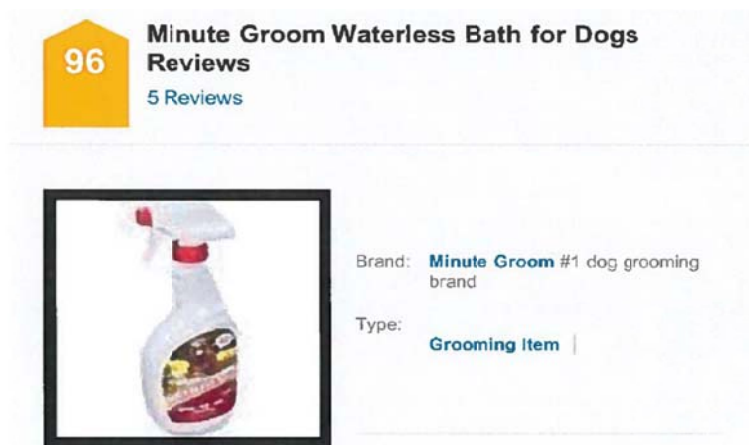 96
Minute Groom Waterless Bath for Dogs
Reviews
5 Reviews
Brand: Minute Groom #1 dog grooming
brand
Type:
Grooming Item